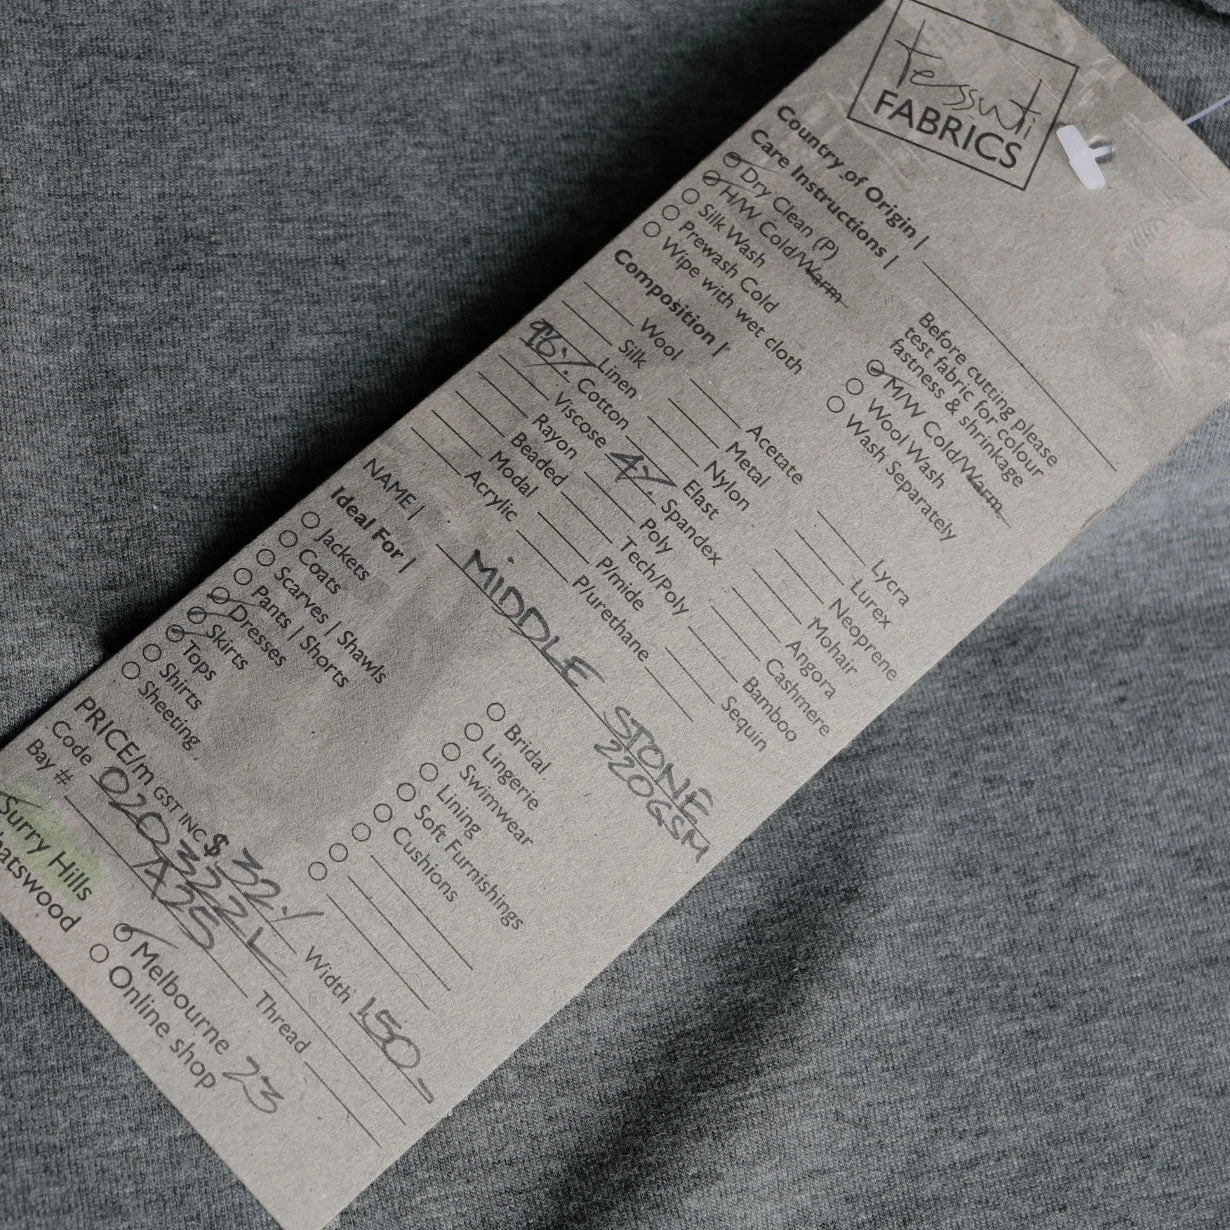 Tessuti
FABRICS
Country of Origin |
Care Instructions |
Dry Clean (P)
H/W Cold/Warm
Silk Wash
Prewash Cold
Wipe with wet cloth
Before cutting please
test fabric for colour
fastness & shrinkage
M/W Cold/Warm
Wool Wash
Wash Separately
Composition |
Wool
Silk
Linen
96% Cotton
Viscose
Rayon
Beaded
Modal
Acrylic
Acetate
Metal
Nylon
Elast
4% Spandex
Poly
Tech/Poly
P/mide
P/urethane
Lycra
Lurex
Neoprene
Mohair
Angora
Cashmere
Bamboo
Sequin
NAME | MIDDLE STONE
220GSM
Ideal For |
Jackets
Coats
Scarves | Shawls
Pants | Shorts
Dresses
Skirts
Tops
Shirts
Sheeting
Bridal
Lingerie
Swimwear
Lining
Soft Furnishings
Cushions
PRICE/m GST INC $ 32 Width 150
Code 020322L
Bay # A25 Thread
Surry Hills
Melbourne 23
Online shop